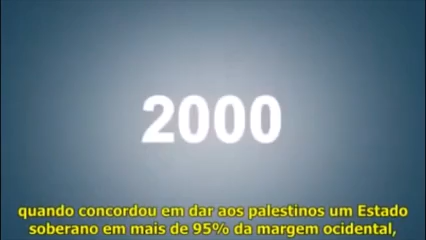 2000
quando concordou em dar aos palestinos um Estado
soberano em mais de 95% da margem ocidental,